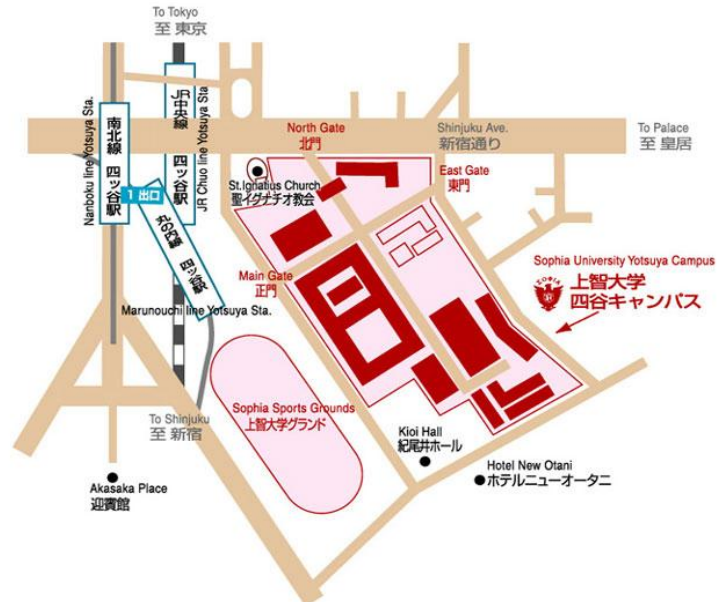 To Tokyo
至 東京
Nanboku line Yotsuya Sta.
南北線 四ッ谷駅
JR中央線 四ッ谷駅
JR Chuo line Yotsuya Sta.
1 出口
丸の内線 四ッ谷駅
Marunouchi line Yotsuya Sta.
North Gate
北門
Shinjuku Ave.
新宿通り
To Palace
至 皇居
St.Ignatius Church
聖イグナチオ教会
East Gate
東門
Main Gate
正門
Sophia University Yotsuya Campus
上智大学
四谷キャンパス
To Shinjuku
至 新宿
Sophia Sports Grounds
上智大学グランド
Kioi Hall
紀尾井ホール
Hotel New Otani
ホテルニューオータニ
Akasaka Place
迎賓館